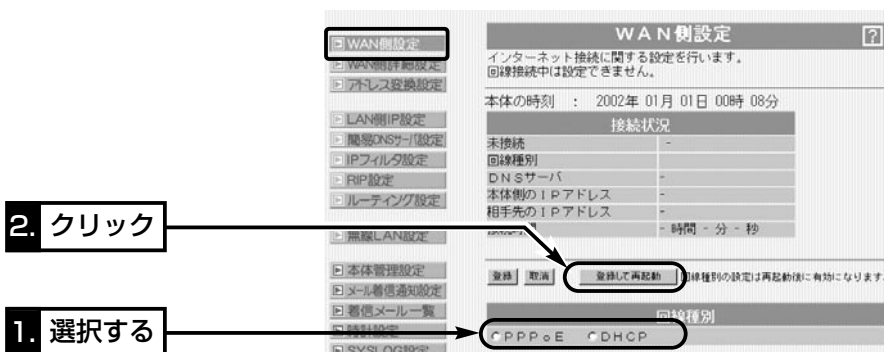 WAN側設定
WAN側詳細設定
アドレス変換設定
LAN側IP設定
簡易DNSサーバ設定
IPフィルタ設定
RIP設定
ルーティング設定
無線LAN設定
本体管理設定
メール着信通知設定
着信メール一覧
時計設定
SYSLOG設定
WAN側設定
?
インターネット接続に関する設定を行います。
回線接続中は設定できません。
本体の時刻 : 2002年 01月 01日 00時 08分
接続状況
未接続 -
回線種別
DNSサーバ -
本体側のIPアドレス -
相手先のIPアドレス -
- 時間 - 分 - 秒
登録 取消 登録して再起動 回線種別の設定は再起動後に有効になります。
回線種別
PPPoE DHCP
2. クリック
1. 選択する